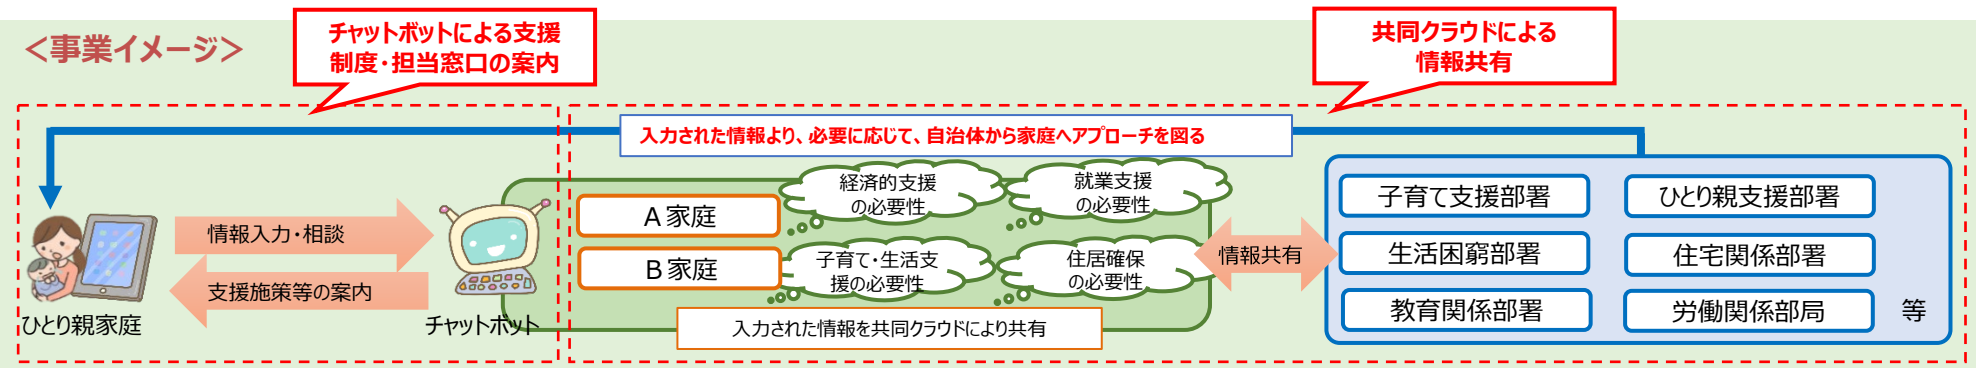 ＜事業イメージ＞
チャットボットによる支援
制度・担当窓口の案内
共同クラウドによる
情報共有
入力された情報より、必要に応じて、自治体から家庭へアプローチを図る
情報入力・相談
支援施策等の案内
ひとり親家庭
チャットボット
Ａ家庭
Ｂ家庭
経済的支援
の必要性
就業支援
の必要性
子育て・生活支
援の必要性
住居確保
の必要性
入力された情報を共同クラウドにより共有
情報共有
子育て支援部署
ひとり親支援部署
生活困窮部署
住宅関係部署
教育関係部署
労働関係部局
等